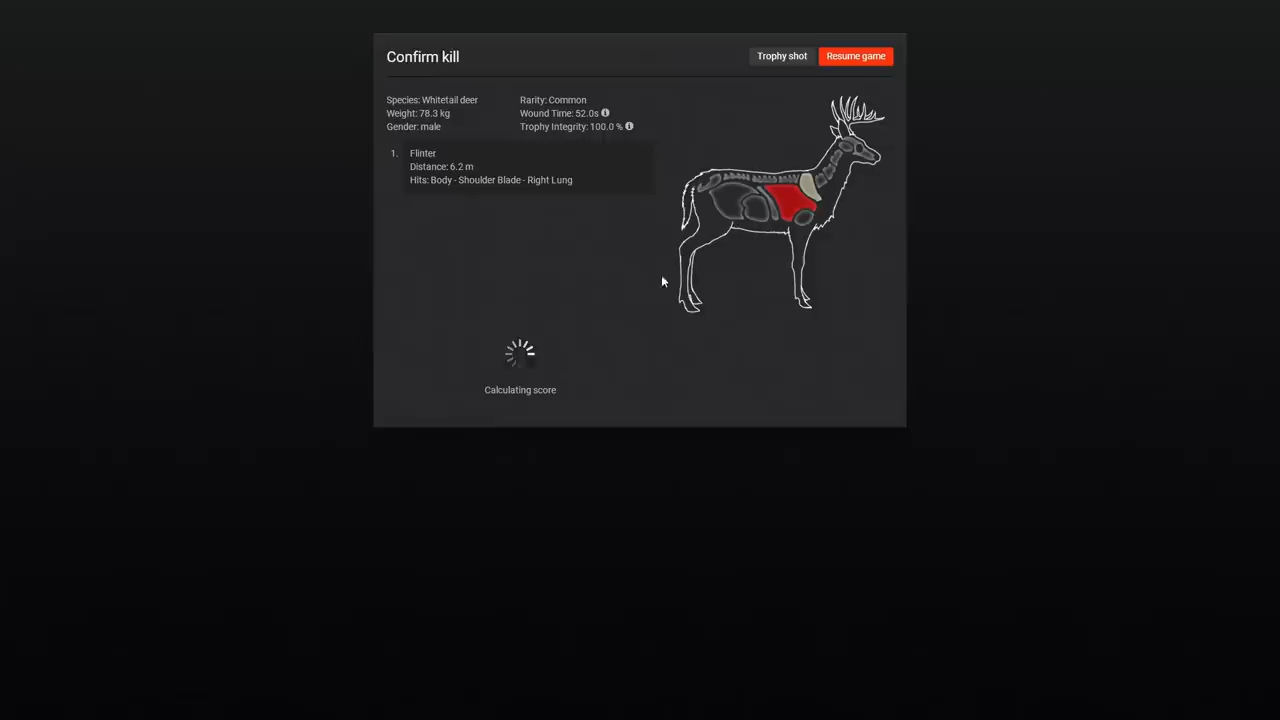 Confirm kill
Trophy shot
Resume game
Species: Whitetail deer
Weight: 78.3 kg
Gender: male
Rarity: Common
Wound Time: 52.0s
Trophy Integrity: 100.0 %
1. Flinter
Distance: 6.2 m
Hits: Body - Shoulder Blade - Right Lung
Calculating score